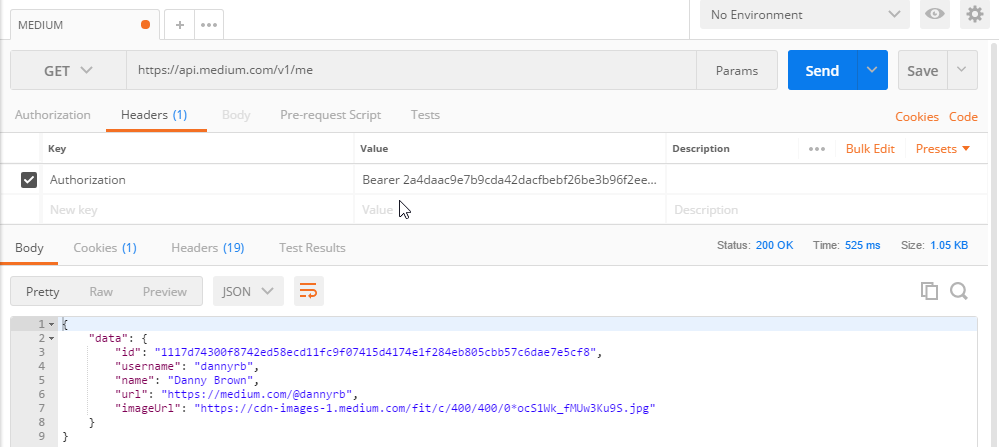 MEDIUM + ••• No Environment
GET https://api.medium.com/v1/me Params Send Save
Authorization Headers (1) Body Pre-request Script Tests Cookies Code
Key Value Description ••• Bulk Edit Presets
Authorization Bearer 2a4daac9e7b9cda42dacfbebf26be3b96f2ee...
New key Value Description
Body Cookies (1) Headers (19) Test Results Status: 200 OK Time: 525 ms Size: 1.05 KB
Pretty Raw Preview JSON
1 {
2 "data": {
3 "id": "1117d74300f8742ed58ecd11fc9f07415d4174e1f284eb805cbb57c6dae7e5cf8",
4 "username": "dannyrb",
5 "name": "Danny Brown",
6 "url": "https://medium.com/@dannyrb",
7 "imageUrl": "https://cdn-images-1.medium.com/fit/c/400/400/0*ocS1Wk_fMUw3Ku9S.jpg"
8 }
9 }